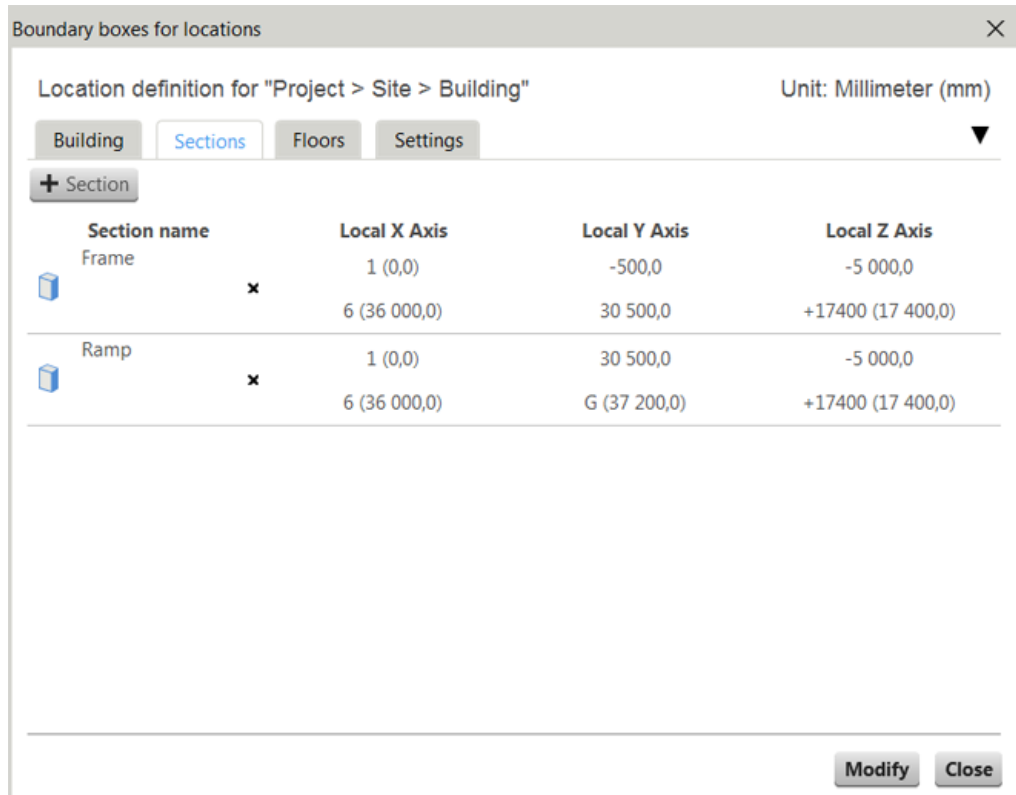 Boundary boxes for locations
Location definition for "Project > Site > Building" Unit: Millimeter (mm)
Building Sections Floors Settings
+ Section
Section name Local X Axis Local Y Axis Local Z Axis
Frame
1 (0,0) -500,0 -5 000,0
6 (36 000,0) 30 500,0 +17400 (17 400,0)
Ramp
1 (0,0) 30 500,0 -5 000,0
6 (36 000,0) G (37 200,0) +17400 (17 400,0)
Modify Close